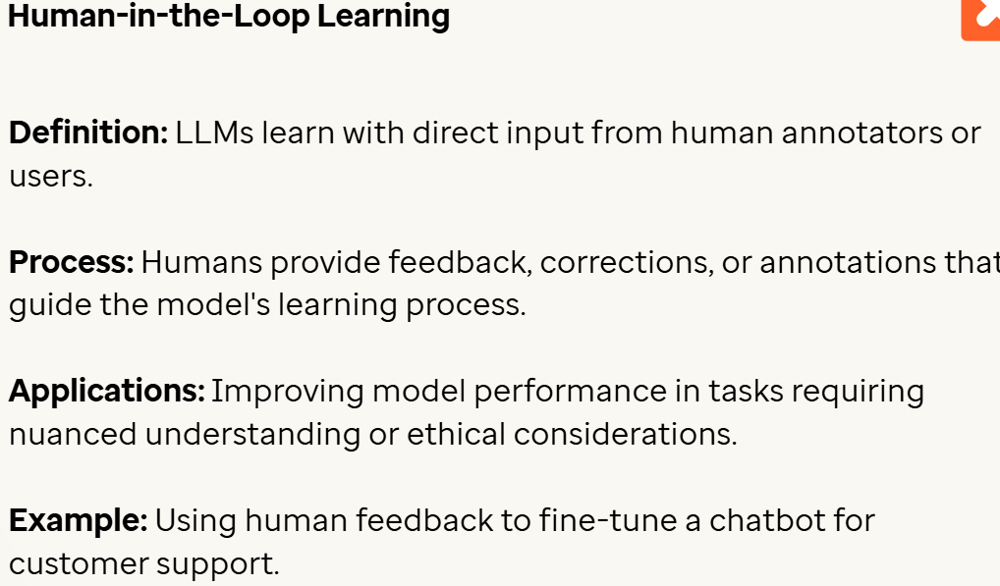 Human-in-the-Loop Learning
Definition: LLMs learn with direct input from human annotators or
users.
Process: Humans provide feedback, corrections, or annotations that
guide the model's learning process.
Applications: Improving model performance in tasks requiring
nuanced understanding or ethical considerations.
Example: Using human feedback to fine-tune a chatbot for
customer support.